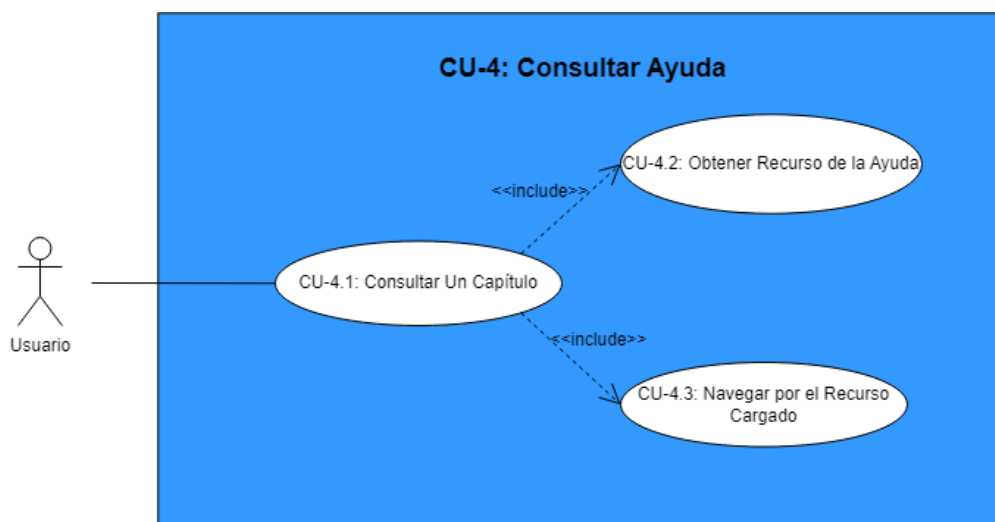 CU-4: Consultar Ayuda
CU-4.2: Obtener Recurso de la Ayuda
<<include>>
CU-4.1: Consultar Un Capítulo
Usuario
<<include>>
CU-4.3: Navegar por el Recurso
Cargado